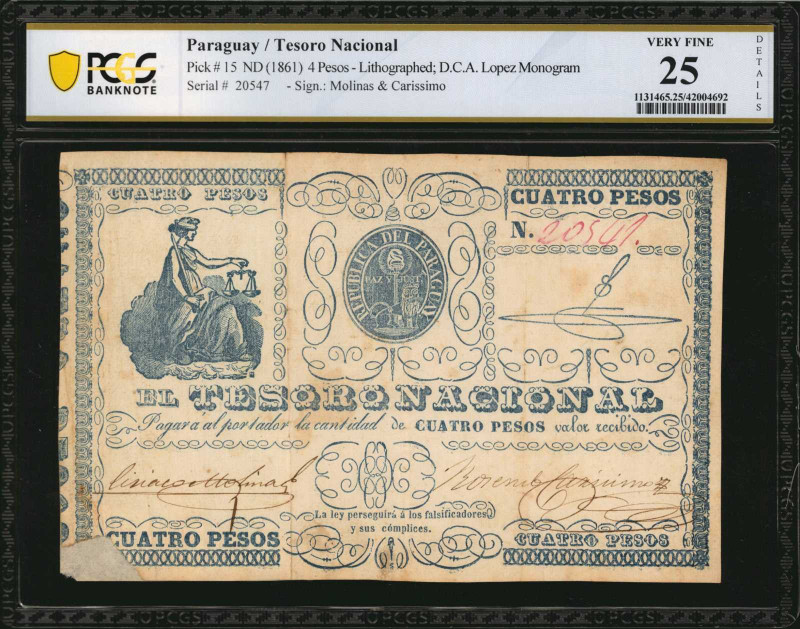 Paraguay / Tesoro Nacional
Pick # 15 ND (1861) 4 Pesos - Lithographed; D.C.A. Lopez Monogram
Serial # 20547 - Sign.: Molinas & Carissimo
PCGS
BANKNOTE
VERY FINE
25
1131465.25/42004692
DETAILS
CUATRO PESOS
CUATRO PESOS
N. 20547.
REPUBLICA DEL PARAGUAY
PAZ Y JUST.
EL TESORO NACIONAL
Pagara al portador la cantidad de CUATRO PESOS valor recibido.
La ley perseguirá á los falsificadores
y sus cómplices.
CUATRO PESOS
CUATRO PESOS